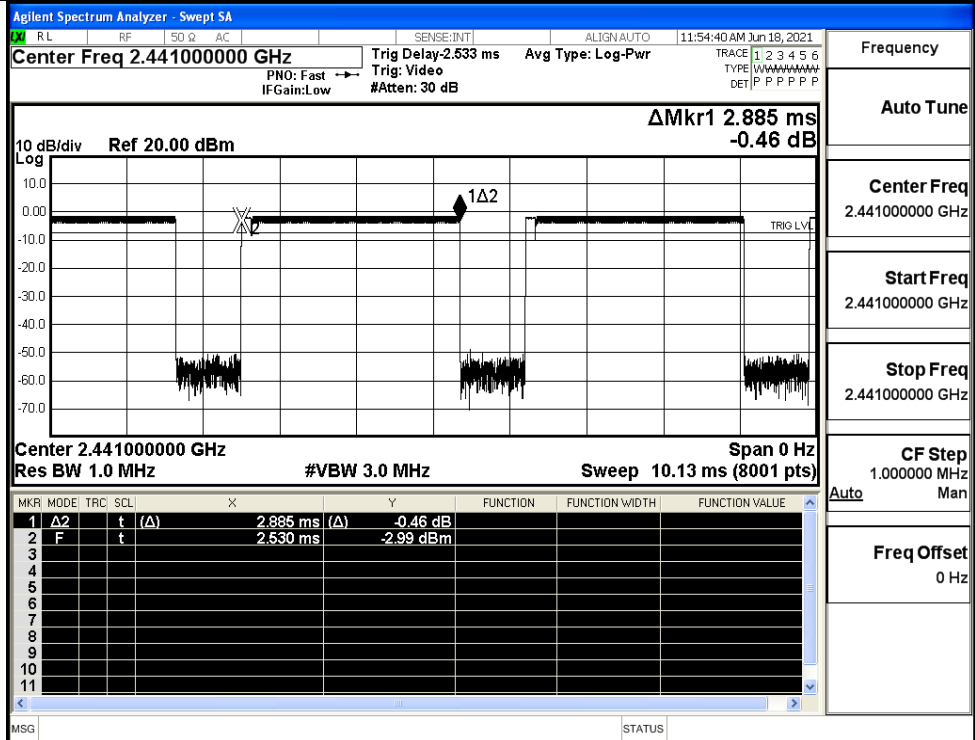 Agilent Spectrum Analyzer - Swept SA
LXI RL RF 50 Ω AC SENSE:INT ALIGN AUTO 11:54:40 AM Jun 18, 2021
Center Freq 2.441000000 GHz
PNO: Fast
IFGain:Low
Trig Delay-2.533 ms
Trig: Video
#Atten: 30 dB
Avg Type: Log-Pwr
TRACE 1 2 3 4 5 6
TYPE WWWWWW
DET P P P P P P
ΔMkr1 2.885 ms
-0.46 dB
10 dB/div Ref 20.00 dBm
Log
10.0
0.00
-10.0
-20.0
-30.0
-40.0
-50.0
-60.0
-70.0
1Δ2
2
TRIG LVL
Center 2.441000000 GHz Span 0 Hz
Res BW 1.0 MHz #VBW 3.0 MHz Sweep 10.13 ms (8001 pts)
MKR MODE TRC SCL X Y FUNCTION FUNCTION WIDTH FUNCTION VALUE
1 Δ2 t (Δ) 2.885 ms (Δ) -0.46 dB
2 F t 2.530 ms -2.99 dBm
3
4
5
6
7
8
9
10
11
MSG STATUS
Frequency
Auto Tune
Center Freq
2.441000000 GHz
Start Freq
2.441000000 GHz
Stop Freq
2.441000000 GHz
CF Step
1.000000 MHz
Auto Man
Freq Offset
0 Hz